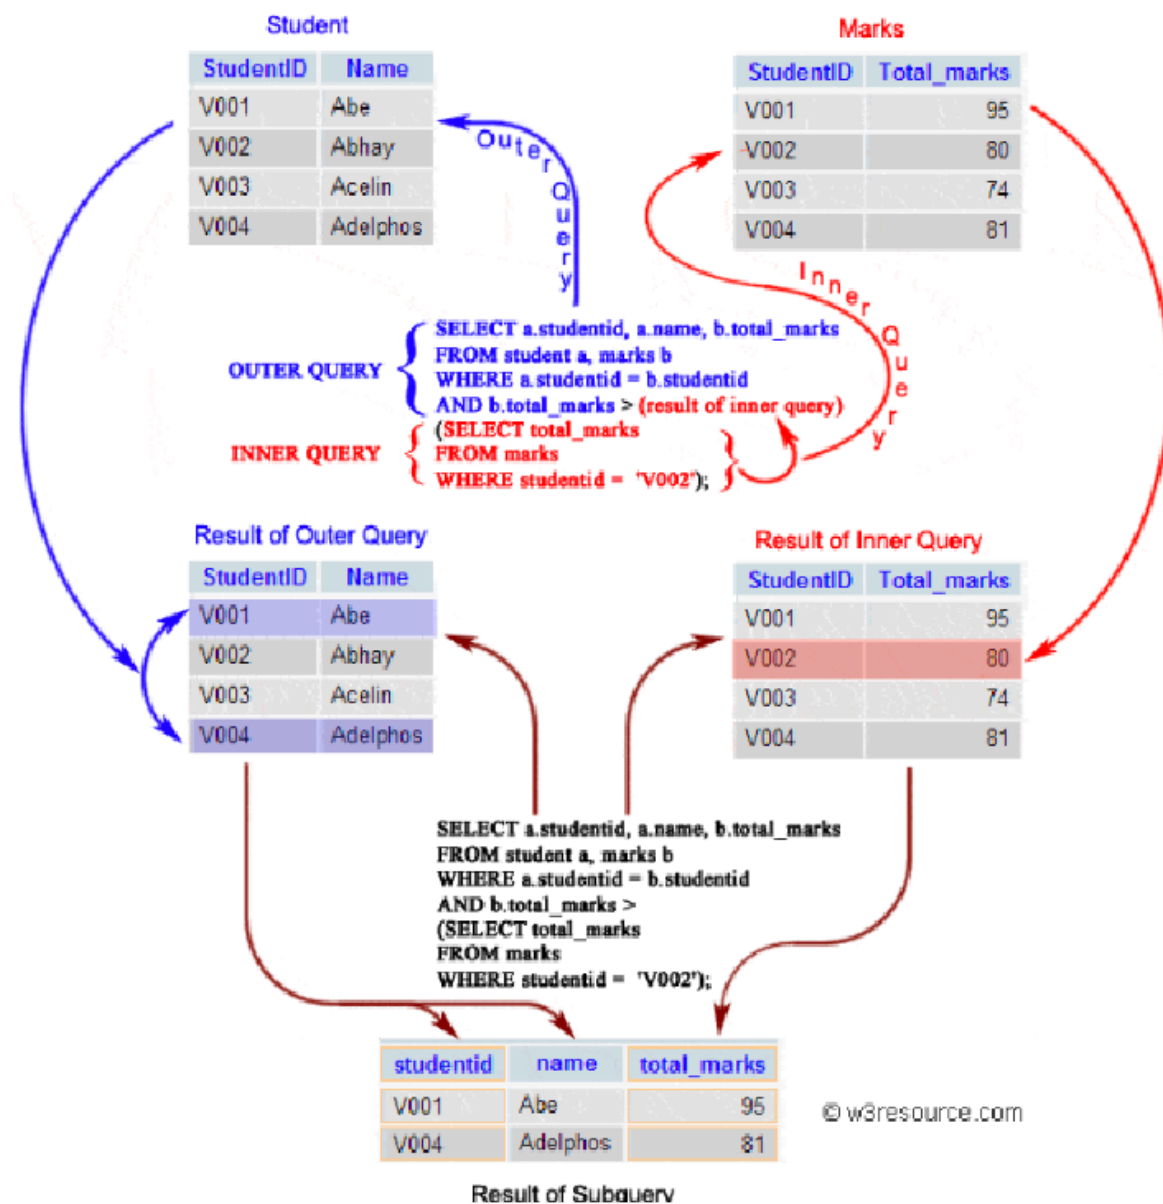 Student
StudentID Name
V001 Abe
V002 Abhay
V003 Acelin
V004 Adelphos
Marks
StudentID Total_marks
V001 95
V002 80
V003 74
V004 81
Outer Query
Inner Query
OUTER QUERY
SELECT a.studentid, a.name, b.total_marks
FROM student a, marks b
WHERE a.studentid = b.studentid
AND b.total_marks > (result of inner query)
INNER QUERY
(SELECT total_marks
FROM marks
WHERE studentid = 'V002');
Result of Outer Query
StudentID Name
V001 Abe
V002 Abhay
V003 Acelin
V004 Adelphos
Result of Inner Query
StudentID Total_marks
V001 95
V002 80
V003 74
V004 81
SELECT a.studentid, a.name, b.total_marks
FROM student a, marks b
WHERE a.studentid = b.studentid
AND b.total_marks >
(SELECT total_marks
FROM marks
WHERE studentid = 'V002');
studentid name total_marks
V001 Abe 95
V004 Adelphos 81
© w3resource.com
Result of Subquery